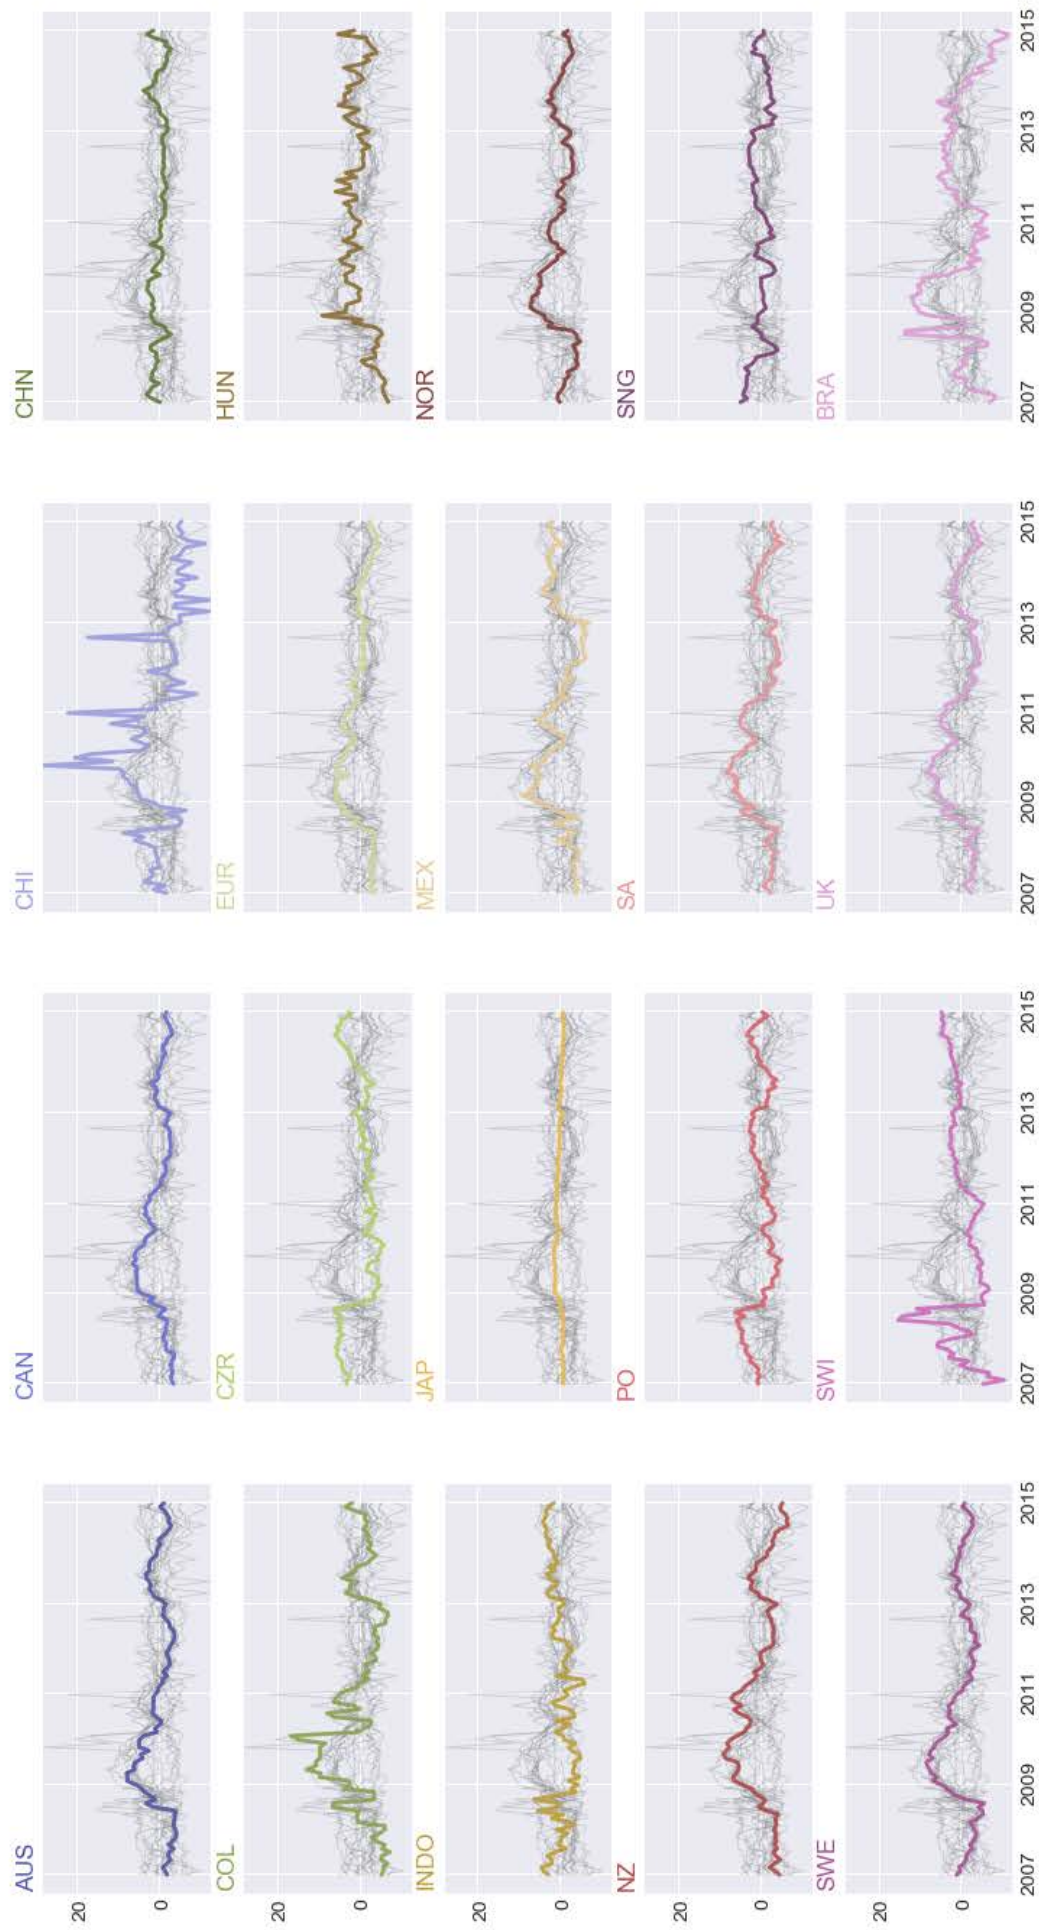 AUS
CAN
CHI
CHN
20
0
COL
CZR
EUR
HUN
20
0
INDO
JAP
MEX
NOR
20
0
NZ
PO
SA
SNG
20
0
SWE
SWI
UK
BRA
20
0
2007 2009 2011 2013 2015 2007 2009 2011 2013 2015 2007 2009 2011 2013 2015 2007 2009 2011 2013 2015